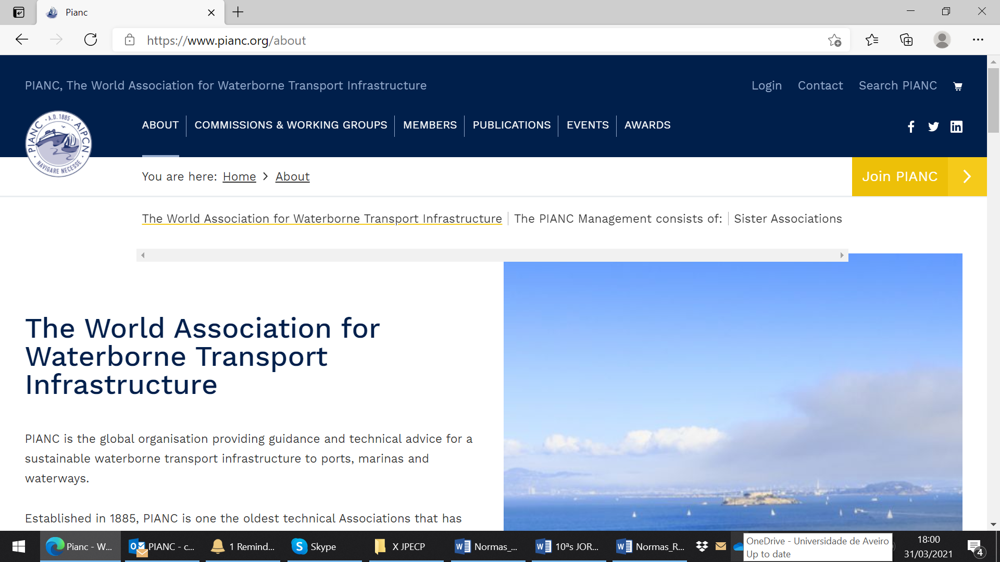 Pianc
https://www.pianc.org/about
PIANC, The World Association for Waterborne Transport Infrastructure
Login Contact Search PIANC
PIANC · A.D. 1885 · AIPCN · NAVIGARE NECESSE ·
ABOUT COMMISSIONS & WORKING GROUPS MEMBERS PUBLICATIONS EVENTS AWARDS
You are here: Home > About
Join PIANC
The World Association for Waterborne Transport Infrastructure The PIANC Management consists of: Sister Associations
The World Association for
Waterborne Transport
Infrastructure
PIANC is the global organisation providing guidance and technical advice for a
sustainable waterborne transport infrastructure to ports, marinas and
waterways.
Established in 1885, PIANC is one the oldest technical Associations that has
Pianc - W...
PIANC - c...
1 Remind...
Skype
X JPECP
Normas_...
10ªs JOR...
Normas_R...
OneDrive - Universidade de Aveiro
Up to date
18:00
31/03/2021
4